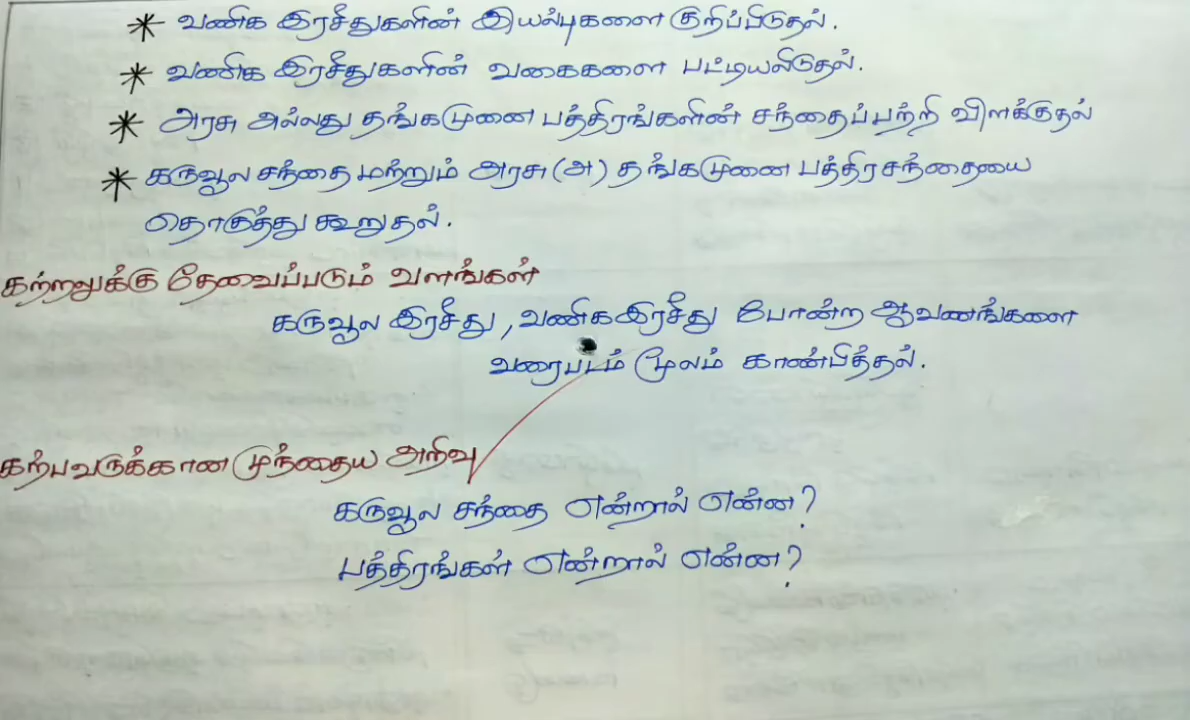 * வணிக இரசீதுகளின் இயல்புகளை குறிப்பிடுதல்.
* வணிக இரசீதுகளின் வகைகளை பட்டியலிடுதல்.
* அரசு அல்லது தங்கமுனை பத்திரங்களின் சந்தைப்பற்றி விளக்குதல்
* கருவூல சந்தை மற்றும் அரசு (அ) தங்கமுனை பத்திரசந்தையை
தொகுத்து கூறுதல்.
கற்றலுக்கு தேவைப்படும் வளங்கள்
கருவூல இரசீது, வணிகஇரசீது போன்ற ஆவணங்களை
வரைபடம் மூலம் காண்பித்தல்.
கற்பவருக்கான முந்தைய அறிவு
கருவூல சந்தை என்றால் என்ன?
பத்திரங்கள் என்றால் என்ன?